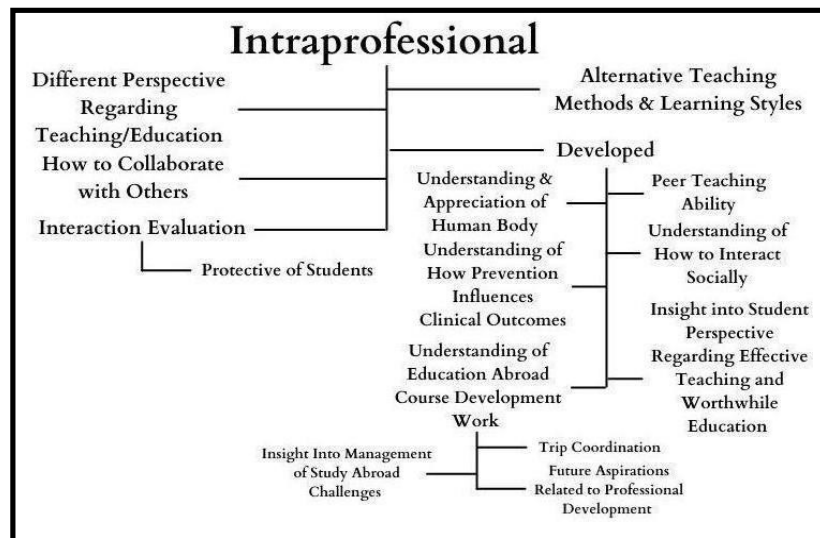 Intraprofessional
Different Perspective
Regarding
Teaching/Education
How to Collaborate
with Others
Interaction Evaluation
Protective of Students
Alternative Teaching
Methods & Learning Styles
Developed
Understanding &
Appreciation of
Human Body
Understanding of
How Prevention
Influences
Clinical Outcomes
Understanding of
Education Abroad
Course Development
Work
Peer Teaching
Ability
Understanding of
How to Interact
Socially
Insight into Student
Perspective
Regarding Effective
Teaching and
Worthwhile
Education
Insight Into Management
of Study Abroad
Challenges
Trip Coordination
Future Aspirations
Related to Professional
Development